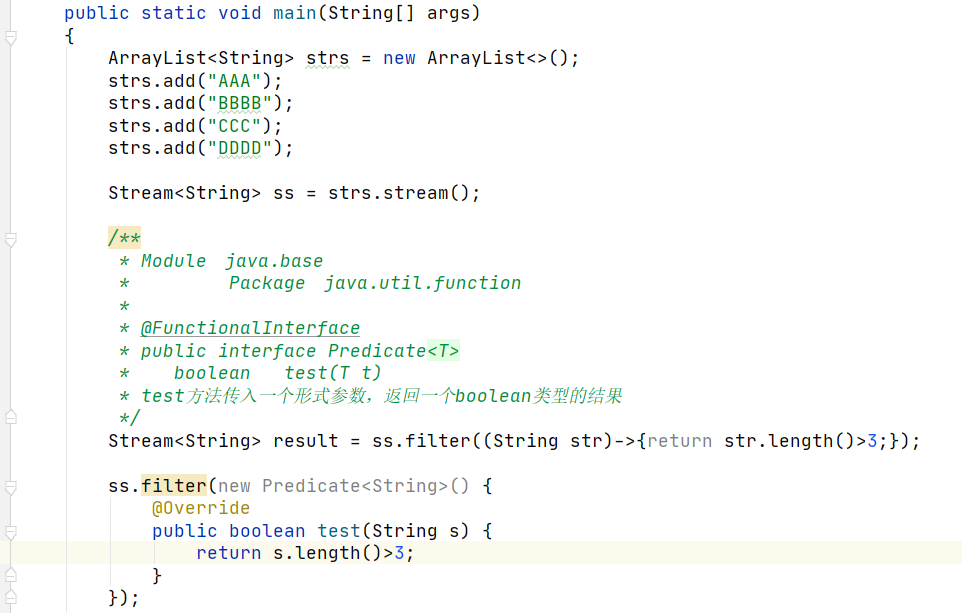 public static void main(String[] args)
{
ArrayList<String> strs = new ArrayList<>();
strs.add("AAA");
strs.add("BBBB");
strs.add("CCC");
strs.add("DDDD");
Stream<String> ss = strs.stream();
/**
* Module java.base
* Package java.util.function
*
* @FunctionalInterface
* public interface Predicate<T>
* boolean test(T t)
* test方法传入一个形式参数，返回一个boolean类型的结果
*/
Stream<String> result = ss.filter((String str)->{return str.length()>3;});
ss.filter(new Predicate<String>() {
@Override
public boolean test(String s) {
return s.length()>3;
}
});